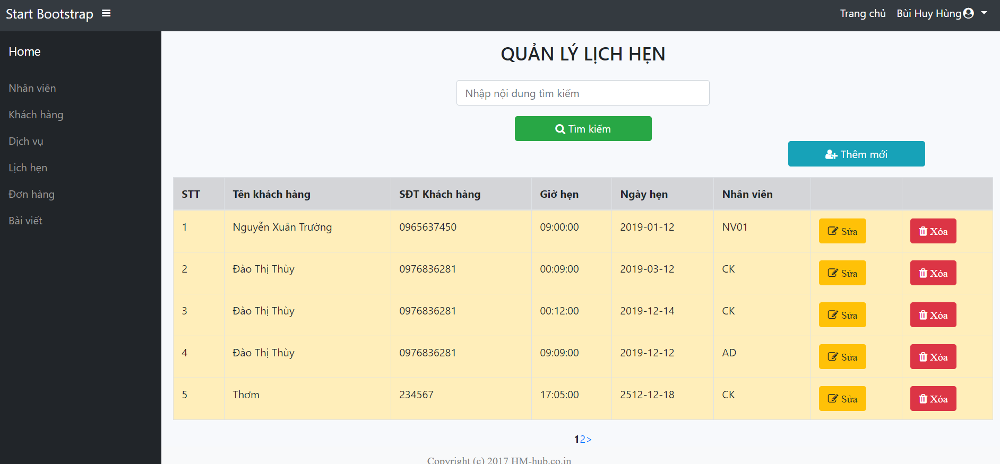 Start Bootstrap
Trang chủ Bùi Huy Hùng
Home
Nhân viên
Khách hàng
Dịch vụ
Lịch hẹn
Đơn hàng
Bài viết
QUẢN LÝ LỊCH HẸN
Nhập nội dung tìm kiếm
Tìm kiếm
Thêm mới
STT Tên khách hàng SĐT Khách hàng Giờ hẹn Ngày hẹn Nhân viên
1 Nguyễn Xuân Trường 0965637450 09:00:00 2019-01-12 NV01 Sửa Xóa
2 Đào Thị Thùy 0976836281 00:09:00 2019-03-12 CK Sửa Xóa
3 Đào Thị Thùy 0976836281 00:12:00 2019-12-14 CK Sửa Xóa
4 Đào Thị Thùy 0976836281 09:09:00 2019-12-12 AD Sửa Xóa
5 Thơm 234567 17:05:00 2512-12-18 CK Sửa Xóa
12>
Copyright (c) 2017 HM-hub.co.in